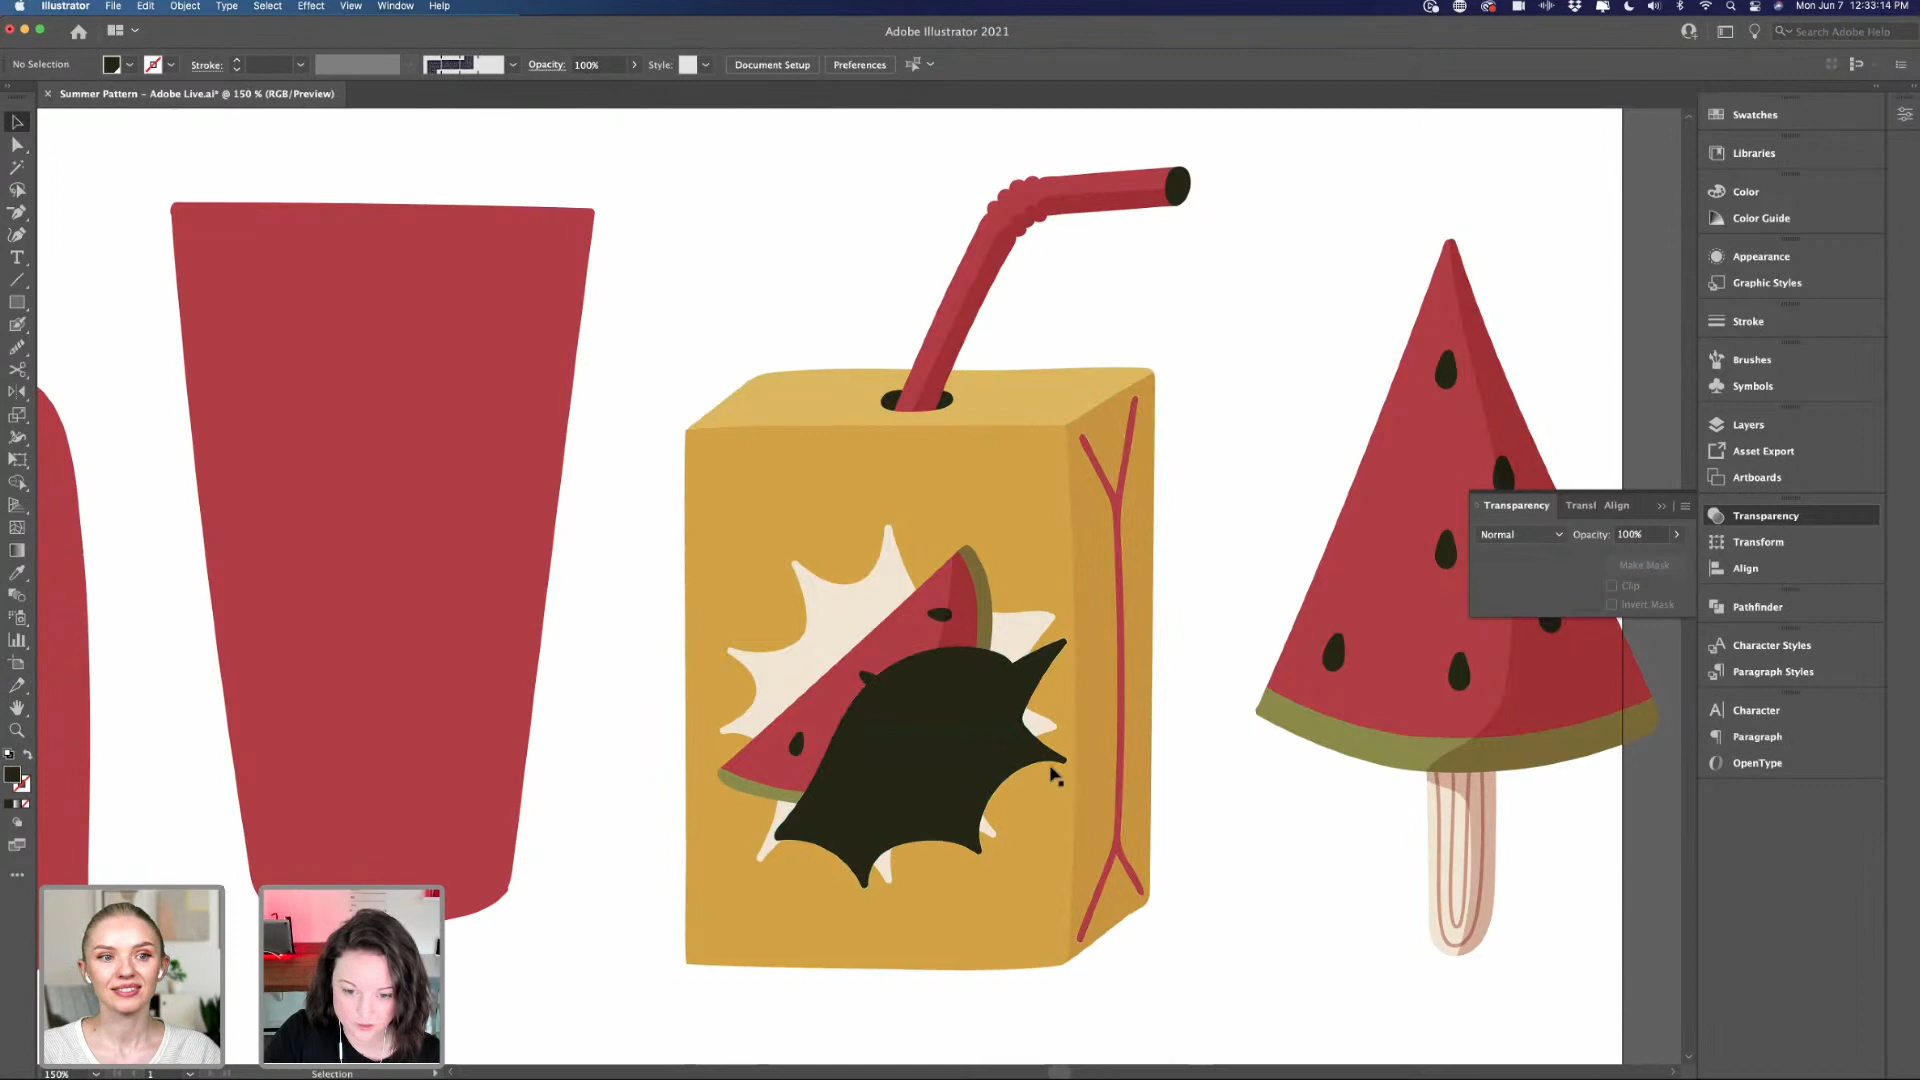 Illustrator File Edit Object Type Select Effect View Window Help
Mon Jun 7 12:33:14 PM
Adobe Illustrator 2021
Search Adobe Help
No Selection
Stroke:
Opacity: 100%
Style:
Document Setup
Preferences
× Summer Pattern – Adobe Live.ai* @ 150 % (RGB/Preview)
Swatches
Libraries
Color
Color Guide
Appearance
Graphic Styles
Stroke
Brushes
Symbols
Layers
Asset Export
Artboards
Transparency Transf Align
Normal
Opacity: 100%
Make Mask
Clip
Invert Mask
Transparency
Transform
Align
Pathfinder
Character Styles
Paragraph Styles
Character
Paragraph
OpenType
150%
1
Selection